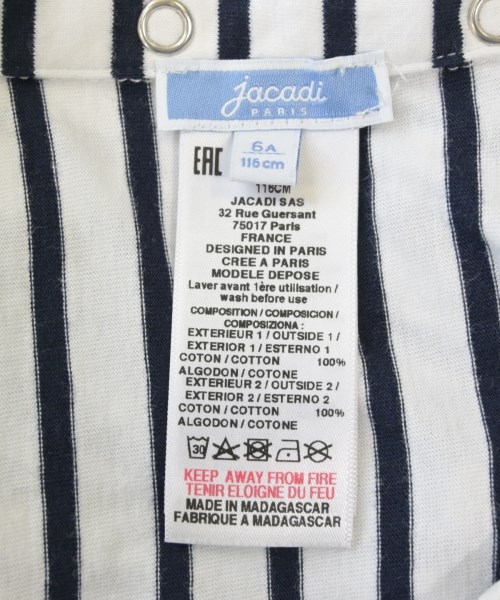 jacadi
PARIS
6A
116cm
EAC
116CM
JACADI SAS
32 Rue Guersant
75017 Paris
FRANCE
DESIGNED IN PARIS
CREE A PARIS
MODELE DEPOSE
Laver avant 1ère utilisation /
wash before use
COMPOSITION / COMPOSICION /
COMPOSIZIONA :
EXTERIEUR 1 / OUTSIDE 1 /
EXTERIOR 1 / ESTERNO 1
COTON / COTTON 100%
ALGODON / COTONE
EXTERIEUR 2 / OUTSIDE 2 /
EXTERIOR 2 / ESTERNO 2
COTON / COTTON 100%
ALGODON / COTONE
30
KEEP AWAY FROM FIRE
TENIR ELOIGNE DU FEU
MADE IN MADAGASCAR
FABRIQUE A MADAGASCAR